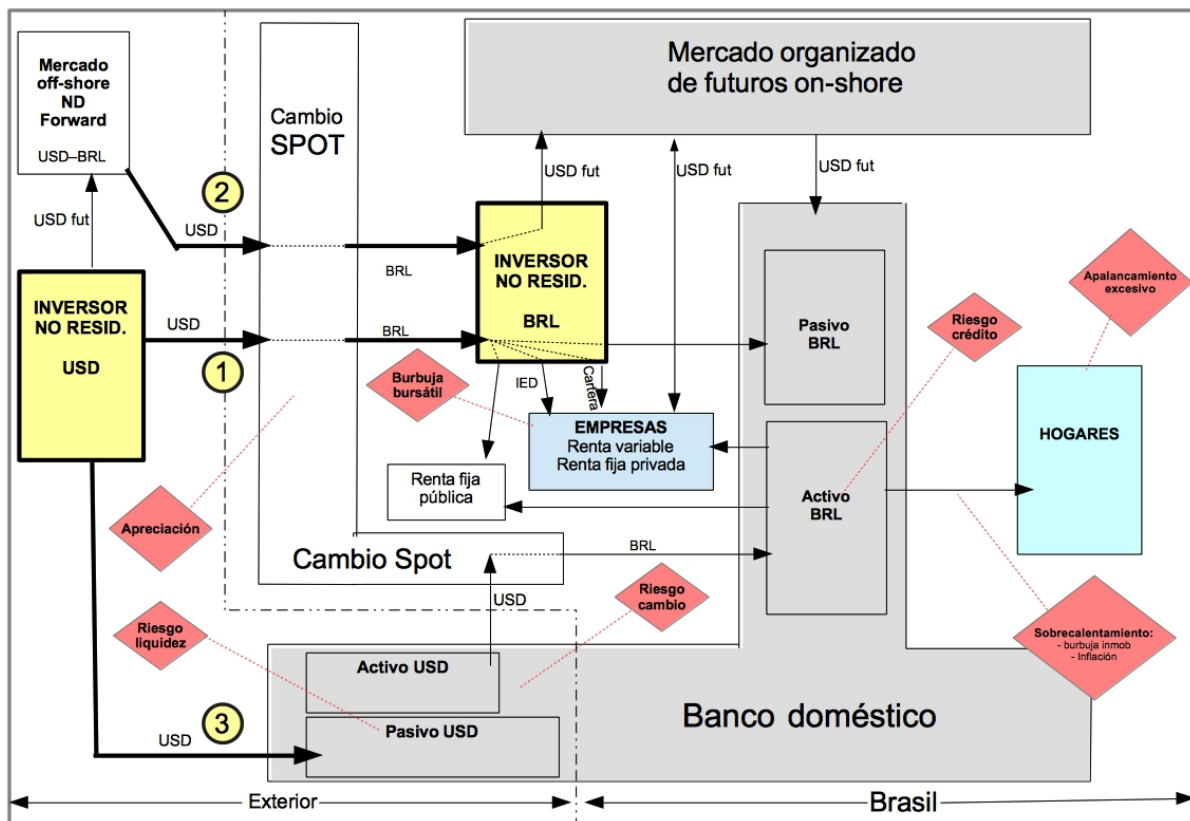 Mercado
off-shore
ND
Forward
USD–BRL
Cambio
SPOT
Mercado organizado
de futuros on-shore
USD fut
USD fut
USD fut
USD fut
2
USD
BRL
INVERSOR
NO RESID.
USD
USD
1
BRL
INVERSOR
NO RESID.
BRL
Pasivo
BRL
Riesgo
crédito
Apalancamiento
excesivo
Burbuja
bursátil
IED
Cartera
EMPRESAS
Renta variable
Renta fija privada
HOGARES
Renta fija
pública
Activo
BRL
Apreciación
Cambio Spot
BRL
USD
Riesgo
cambio
Riesgo
liquidez
Sobrecalentamiento:
- burbuja inmob
- Inflación
Activo USD
3
USD
Pasivo USD
Banco doméstico
Exterior
Brasil